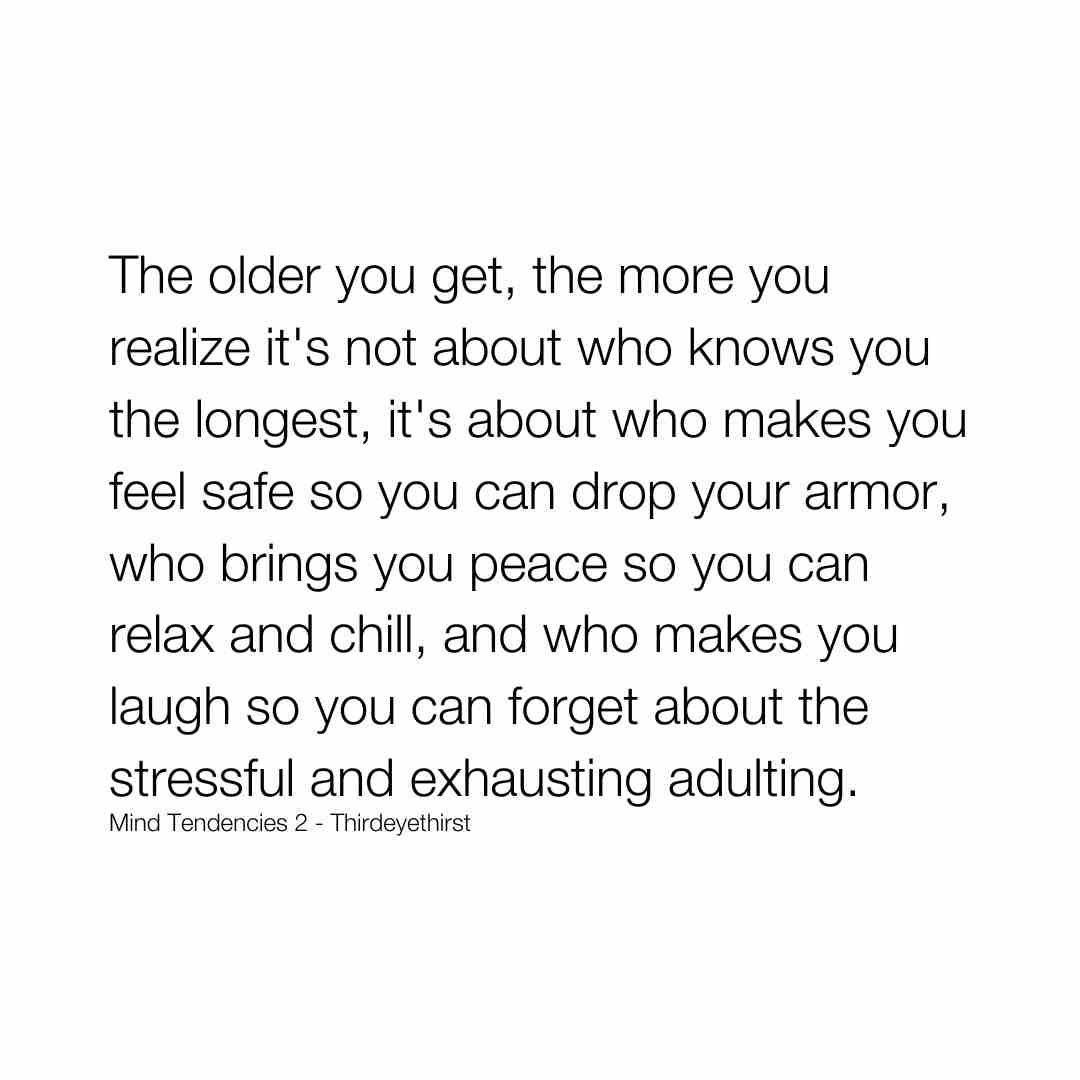 The older you get, the more you
realize it's not about who knows you
the longest, it's about who makes you
feel safe so you can drop your armor,
who brings you peace so you can
relax and chill, and who makes you
laugh so you can forget about the
stressful and exhausting adulting.
Mind Tendencies 2 - Thirdeyethirst